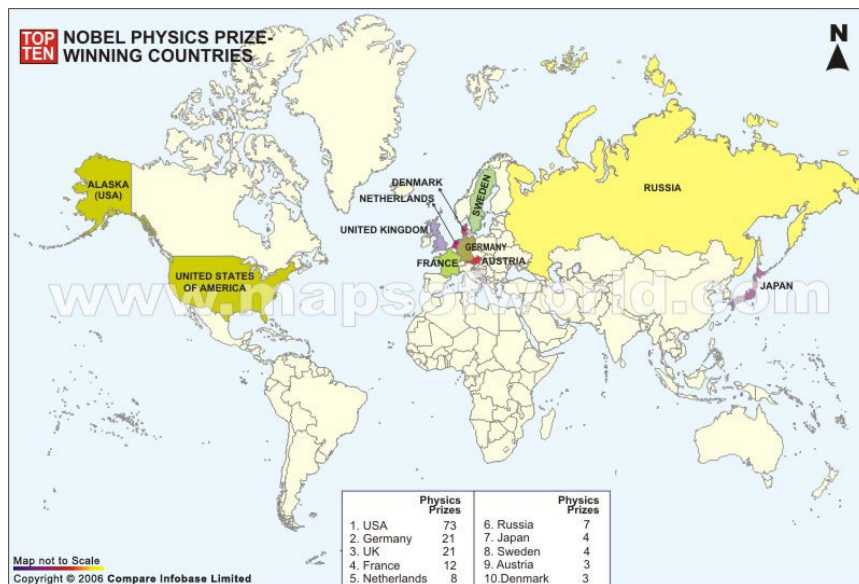 TOP
TEN
NOBEL PHYSICS PRIZE-
WINNING COUNTRIES
N
ALASKA
(USA)
RUSSIA
DENMARK
NETHERLANDS
SWEDEN
UNITED KINGDOM
GERMANY
FRANCE
AUSTRIA
UNITED STATES
OF AMERICA
JAPAN
www.mapsofworld.com
Physics
Prizes
1. USA 73
2. Germany 21
3. UK 21
4. France 12
5. Netherlands 8
Physics
Prizes
6. Russia 7
7. Japan 4
8. Sweden 4
9. Austria 3
10.Denmark 3
Map not to Scale
Copyright © 2006 Compare Infobase Limited